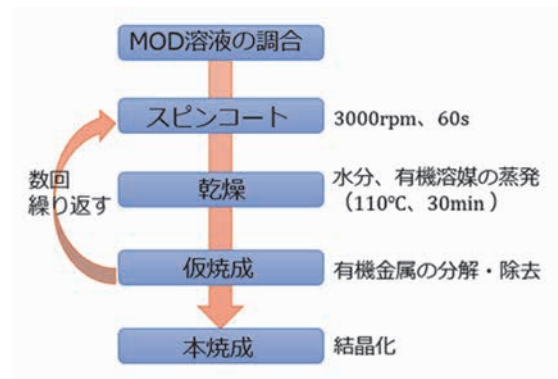 MOD溶液の調合
スピンコート
3000rpm、60s
数回
繰り返す
乾燥
水分、有機溶媒の蒸発
(110℃、30min )
仮焼成
有機金属の分解・除去
本焼成
結晶化